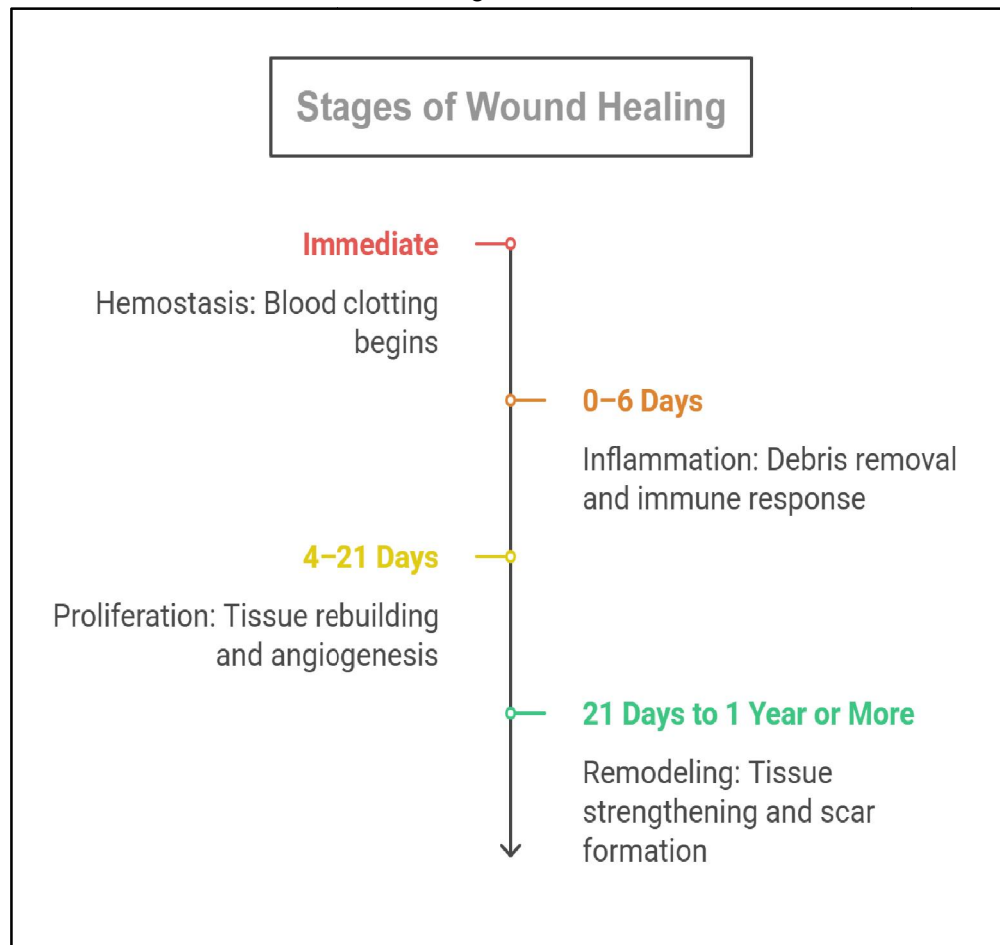 Stages of Wound Healing
Immediate
Hemostasis: Blood clotting
begins
0–6 Days
Inflammation: Debris removal
and immune response
4–21 Days
Proliferation: Tissue rebuilding
and angiogenesis
21 Days to 1 Year or More
Remodeling: Tissue
strengthening and scar
formation